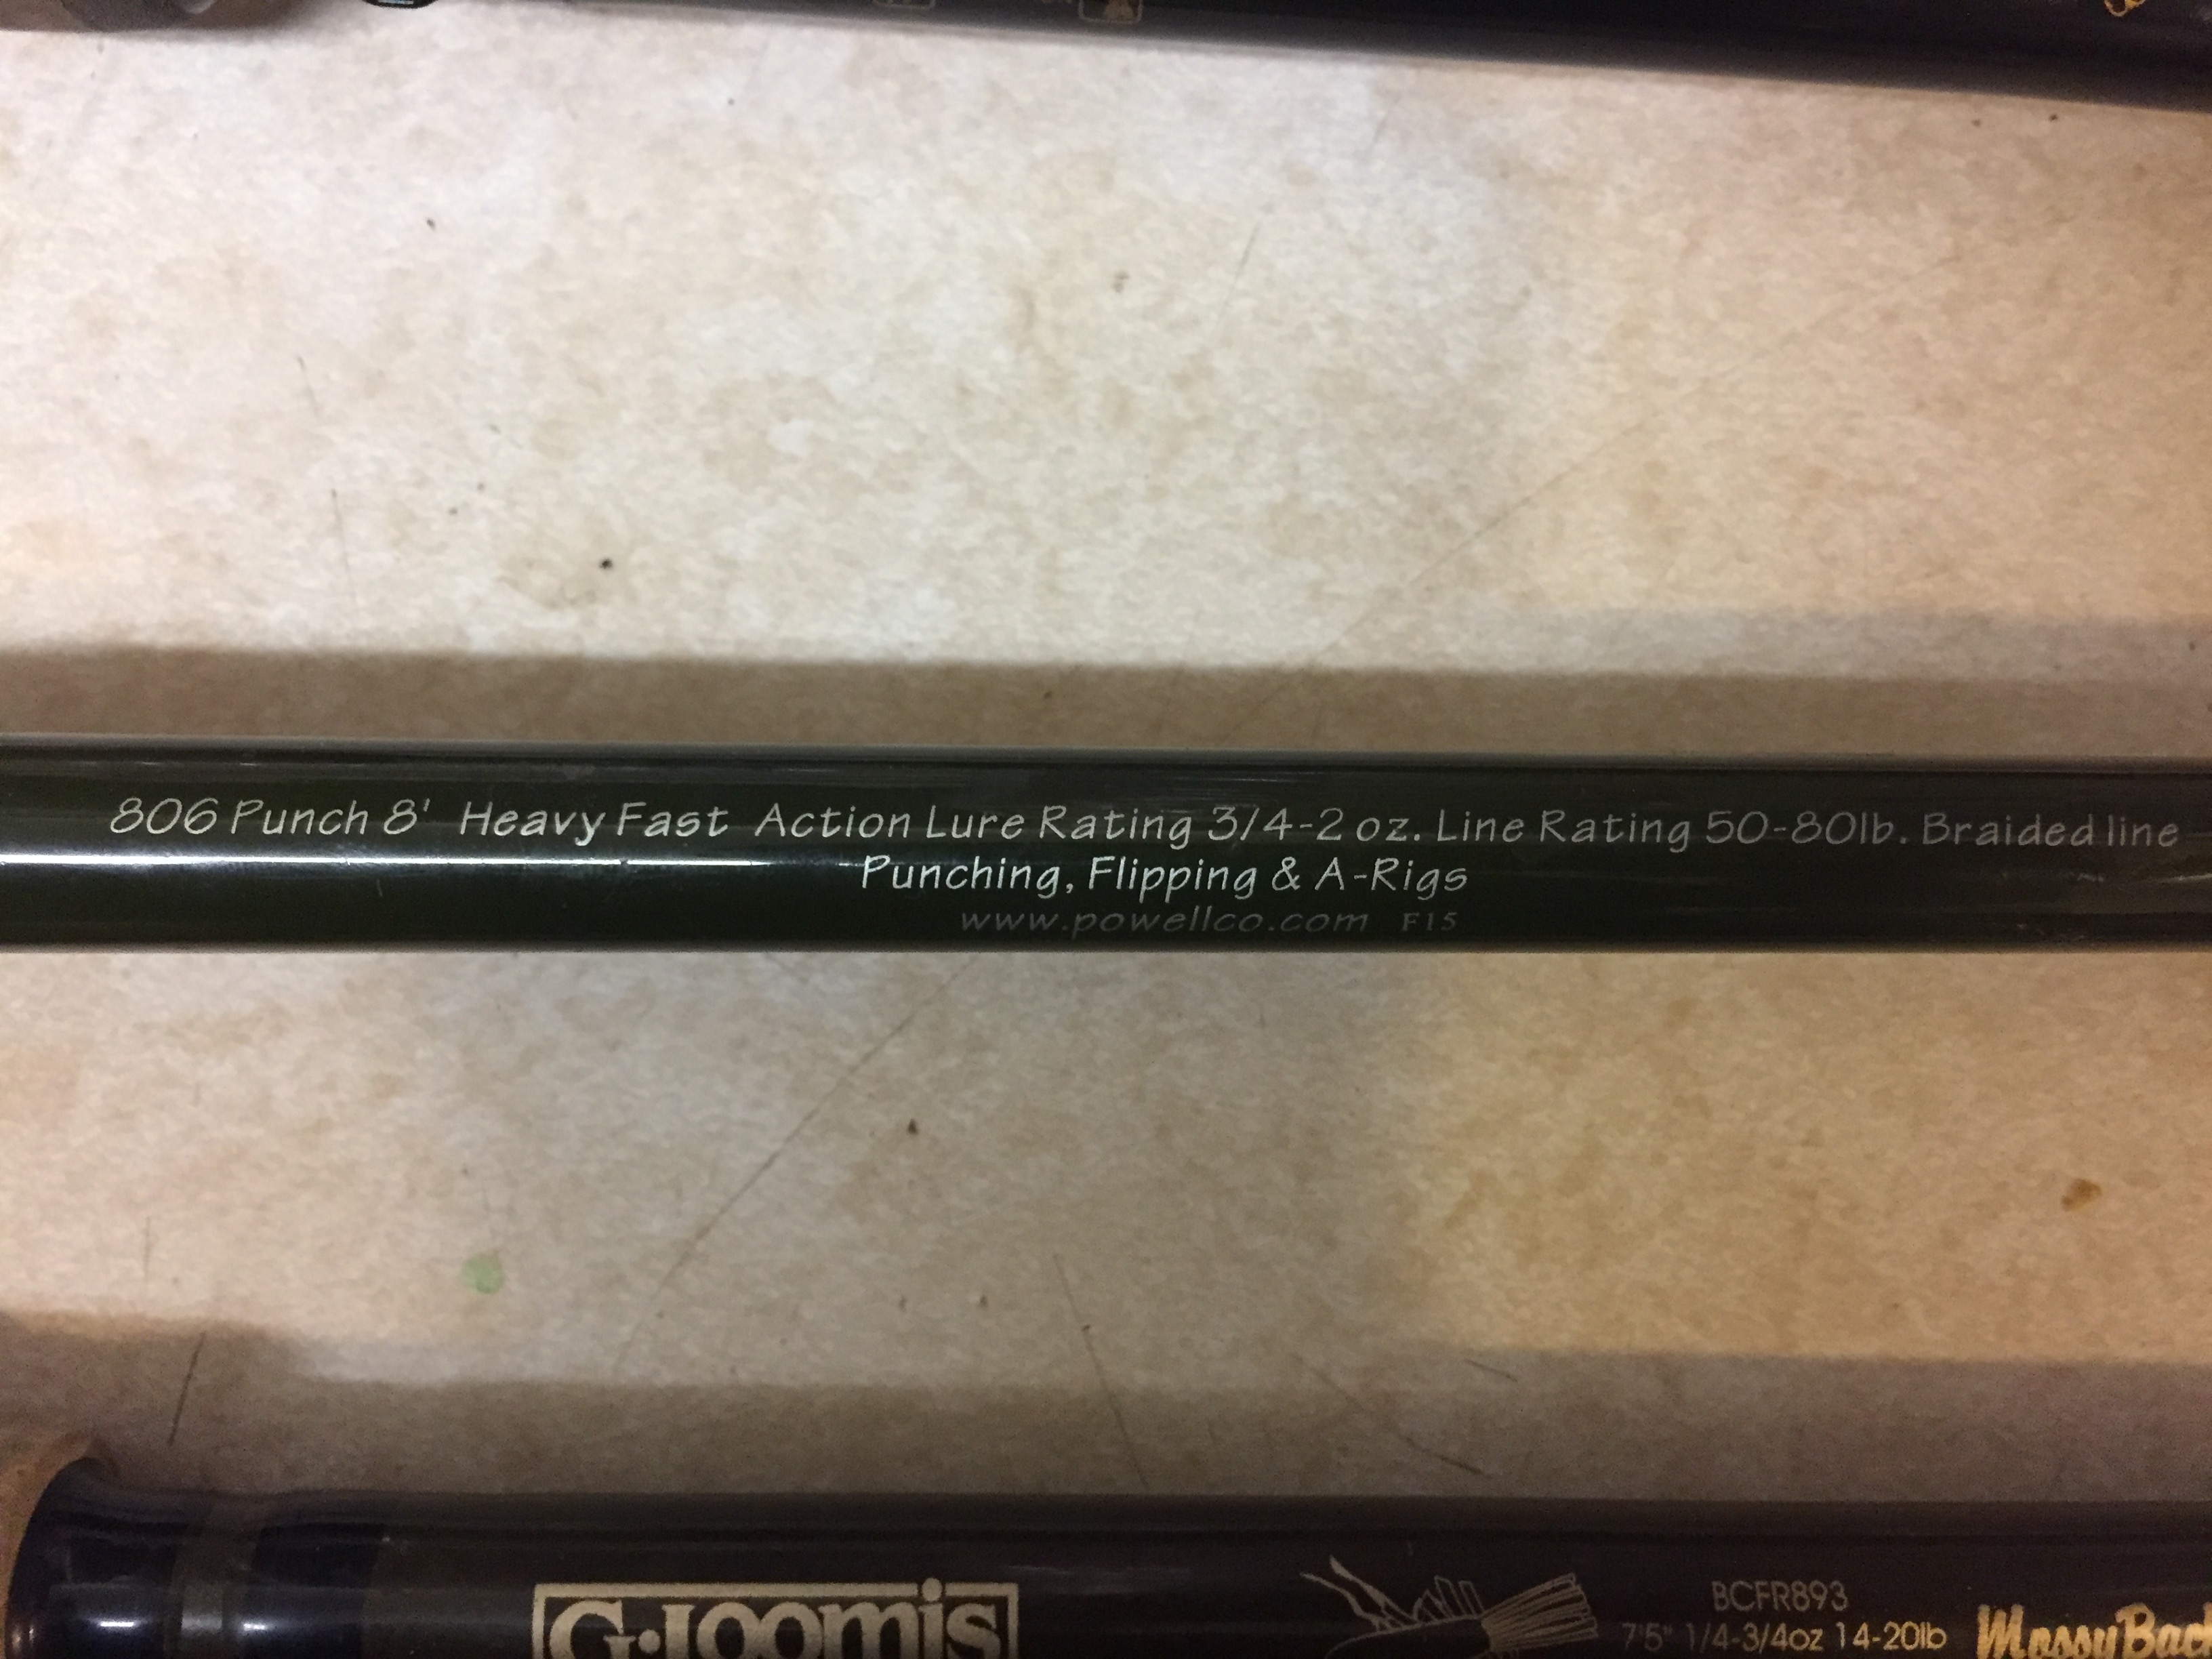 806 Punch 8' Heavy Fast Action Lure Rating 3/4-2 oz. Line Rating 50-80lb. Braided line
Punching, Flipping & A-Rigs
www.powellco.com F15
G·Loomis
BCFR893
7'5" 1/4-3/4oz 14-20lb